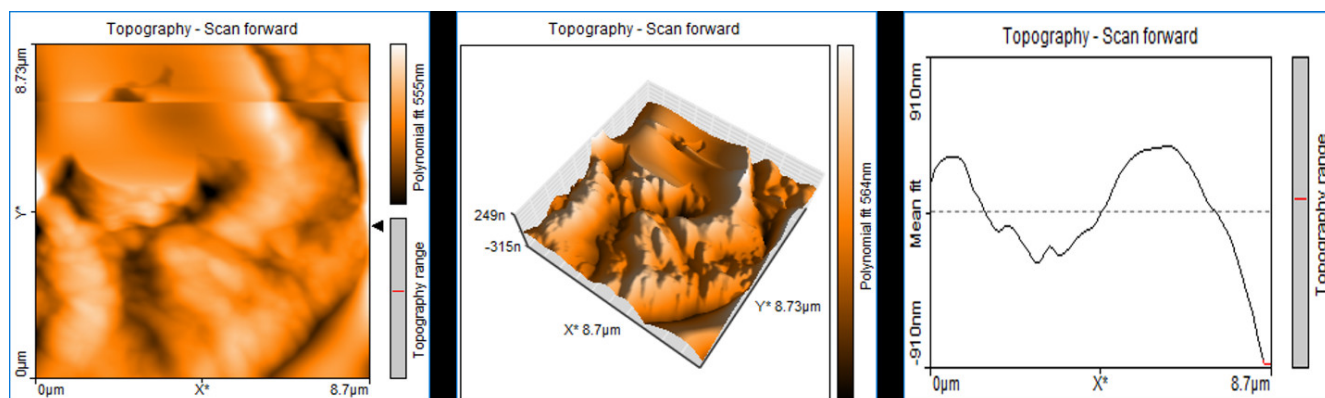 Topography - Scan forward
8.73µm
Y*
0µm
0µm
X*
8.7µm
Polynomial fit 555nm
Topography range
Topography - Scan forward
249n
-315n
X* 8.7µm
Y* 8.73µm
Polynomial fit 564nm
Topography - Scan forward
910nm
Mean fit
-910nm
0µm
X*
8.7µm
Topography range